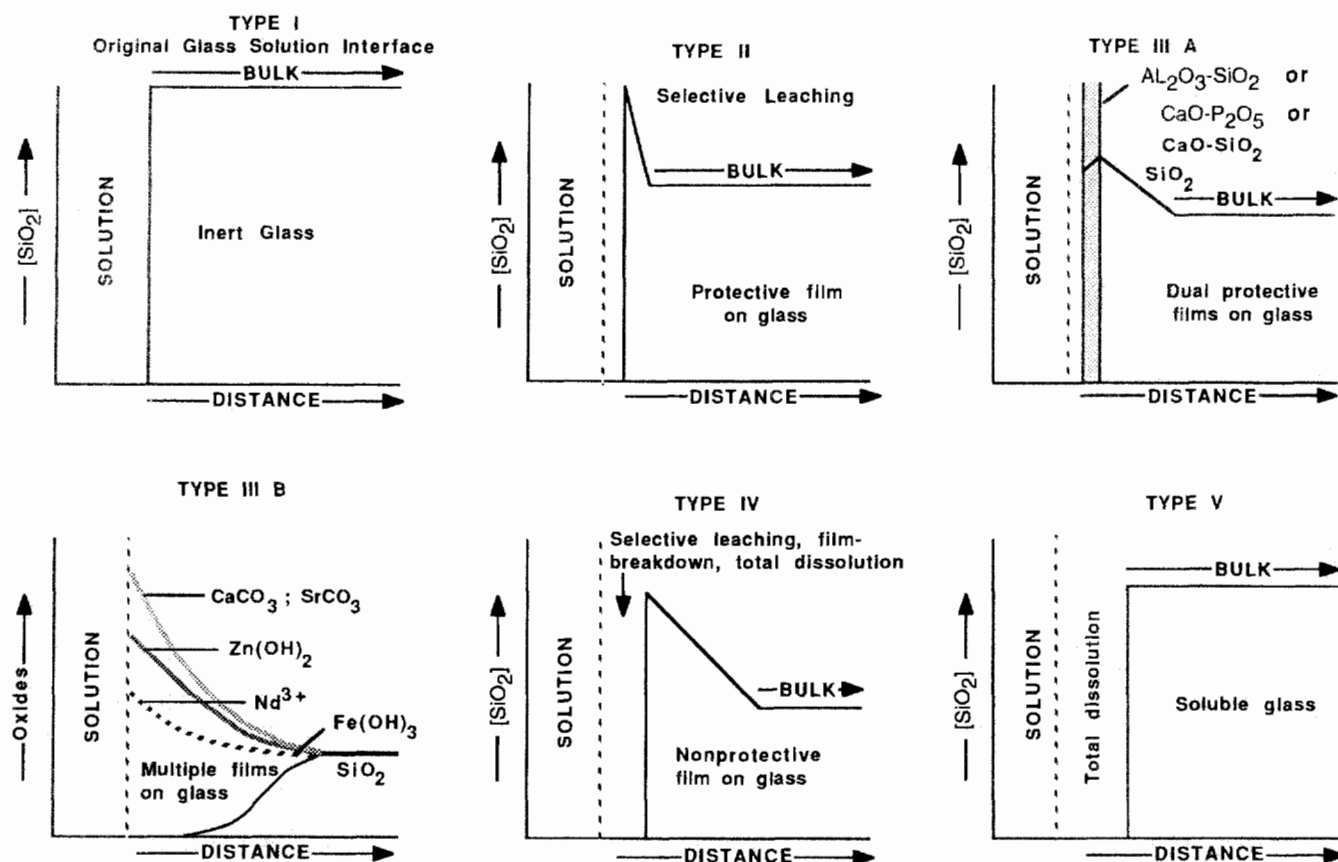 TYPE I
Original Glass Solution Interface
BULK
[SiO2]
SOLUTION
Inert Glass
DISTANCE
TYPE II
Selective Leaching
BULK
[SiO2]
SOLUTION
Protective film
on glass
DISTANCE
TYPE III A
AL2O3-SiO2 or
CaO-P2O5 or
CaO-SiO2
SiO2
BULK
[SiO2]
SOLUTION
Dual protective
films on glass
DISTANCE
TYPE III B
CaCO3 ; SrCO3
Zn(OH)2
Nd3+
Fe(OH)3
SiO2
Oxides
SOLUTION
Multiple films
on glass
DISTANCE
TYPE IV
Selective leaching, film-
breakdown, total dissolution
BULK
[SiO2]
SOLUTION
Nonprotective
film on glass
DISTANCE
TYPE V
BULK
[SiO2]
SOLUTION
Total dissolution
Soluble glass
DISTANCE